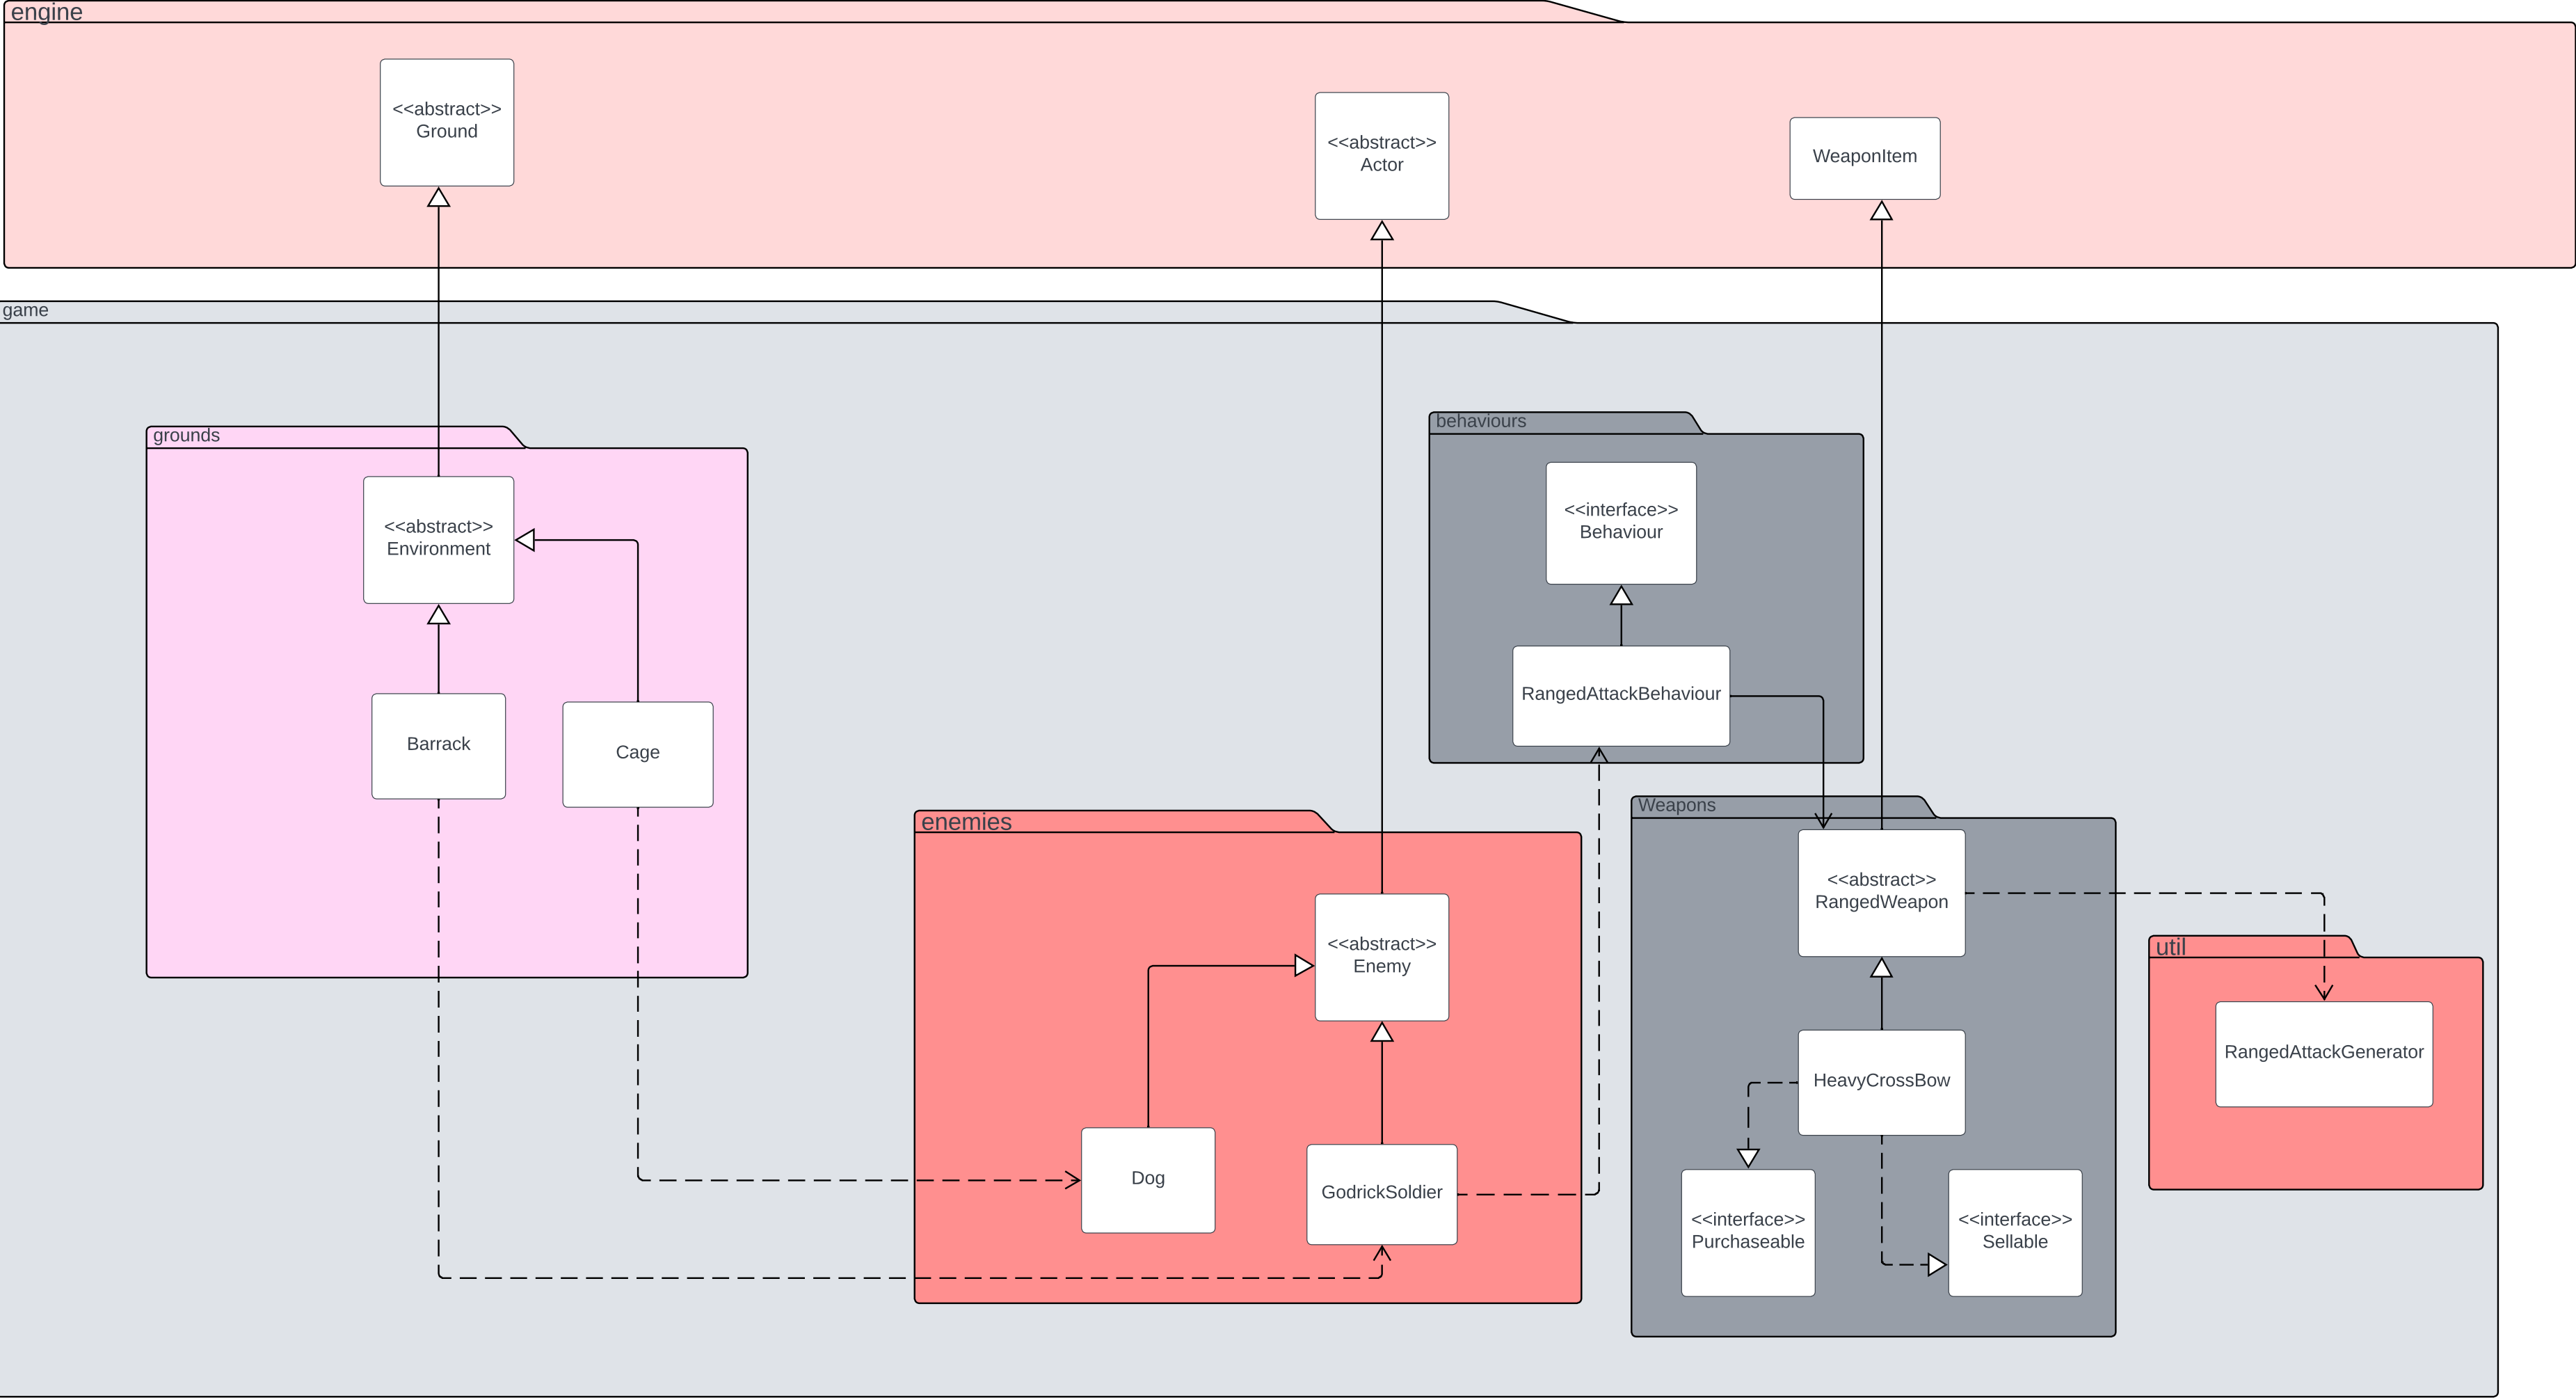 engine
<<abstract>>
Ground
<<abstract>>
Actor
WeaponItem
game
grounds
<<abstract>>
Environment
Barrack
Cage
behaviours
<<interface>>
Behaviour
RangedAttackBehaviour
enemies
<<abstract>>
Enemy
Dog
GodrickSoldier
Weapons
<<abstract>>
RangedWeapon
HeavyCrossBow
<<interface>>
Purchaseable
<<interface>>
Sellable
util
RangedAttackGenerator